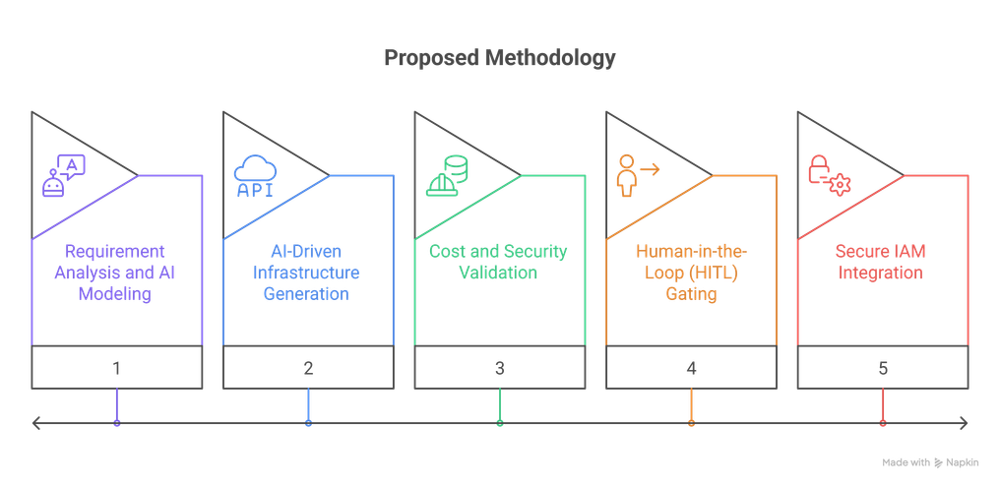 Proposed Methodology
A
API
Requirement
Analysis and AI
Modeling
AI-Driven
Infrastructure
Generation
Cost and Security
Validation
Human-in-the-
Loop (HITL)
Gating
Secure IAM
Integration
1
2
3
4
5
Made with Napkin